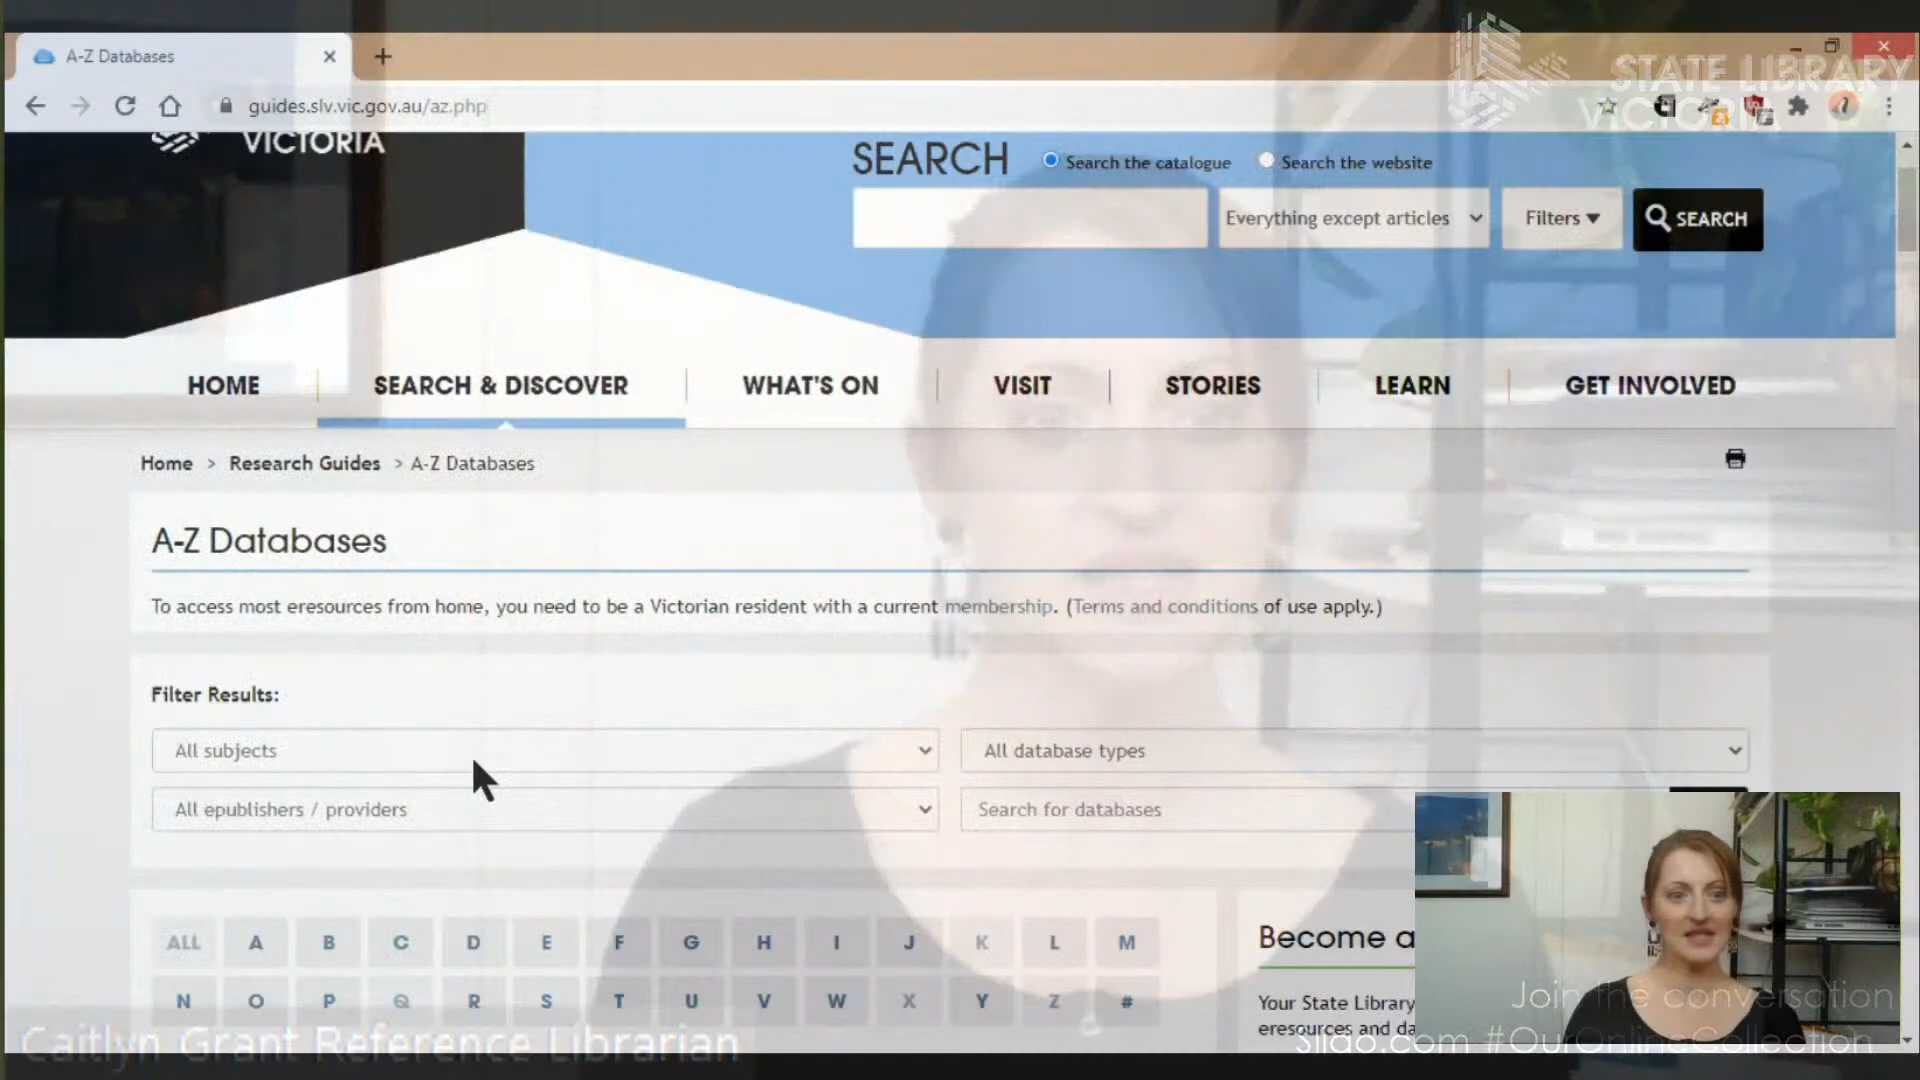 A-Z Databases
guides.slv.vic.gov.au/az.php
STATE LIBRARY
VICTORIA
VICTORIA
SEARCH
Search the catalogue
Search the website
Everything except articles
Filters
SEARCH
HOME
SEARCH & DISCOVER
WHAT'S ON
VISIT
STORIES
LEARN
GET INVOLVED
Home > Research Guides > A-Z Databases
A-Z Databases
To access most eresources from home, you need to be a Victorian resident with a current membership. (Terms and conditions of use apply.)
Filter Results:
All subjects
All database types
All epublishers / providers
Search for databases
ALL A B C D E F G H I J K L M
N O P Q R S T U V W X Y Z #
Become a
Your State Library
eresources and da
Join the conversation
Slido.com #OurOnlineCollection
Caitlyn Grant Reference Librarian